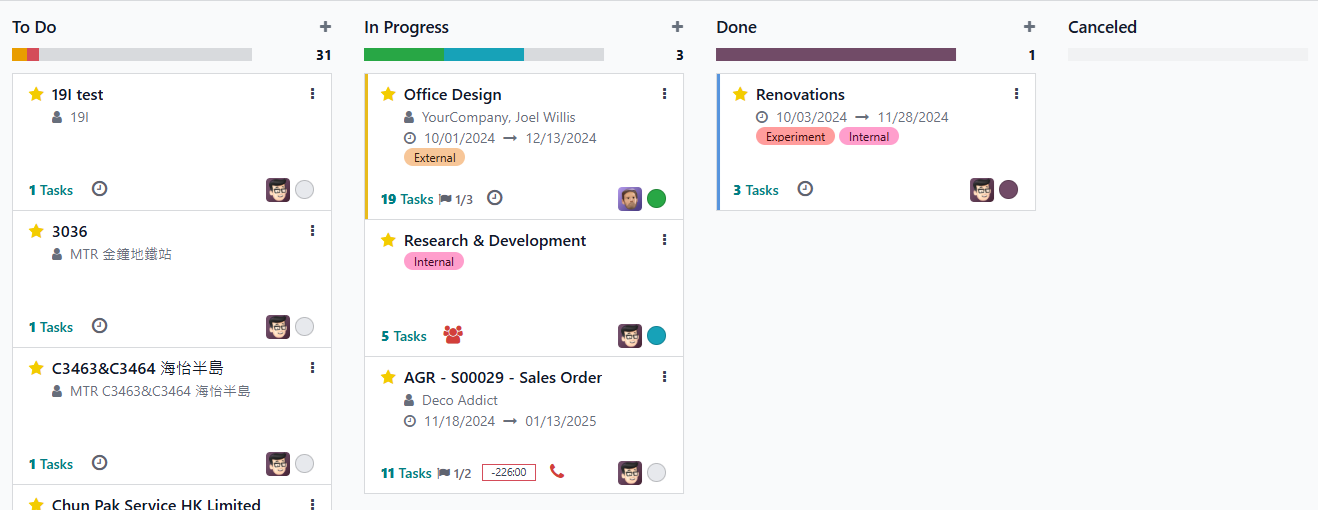 To Do
31
19I test
19I
1 Tasks
3036
MTR 金鐘地鐵站
1 Tasks
C3463&C3464 海怡半島
MTR C3463&C3464 海怡半島
1 Tasks
Chun Pak Service HK Limited
In Progress
3
Office Design
YourCompany, Joel Willis
10/01/2024 → 12/13/2024
External
19 Tasks 1/3
Research & Development
Internal
5 Tasks
AGR - S00029 - Sales Order
Deco Addict
11/18/2024 → 01/13/2025
11 Tasks 1/2 -226:00
Done
1
Renovations
10/03/2024 → 11/28/2024
Experiment Internal
3 Tasks
Canceled